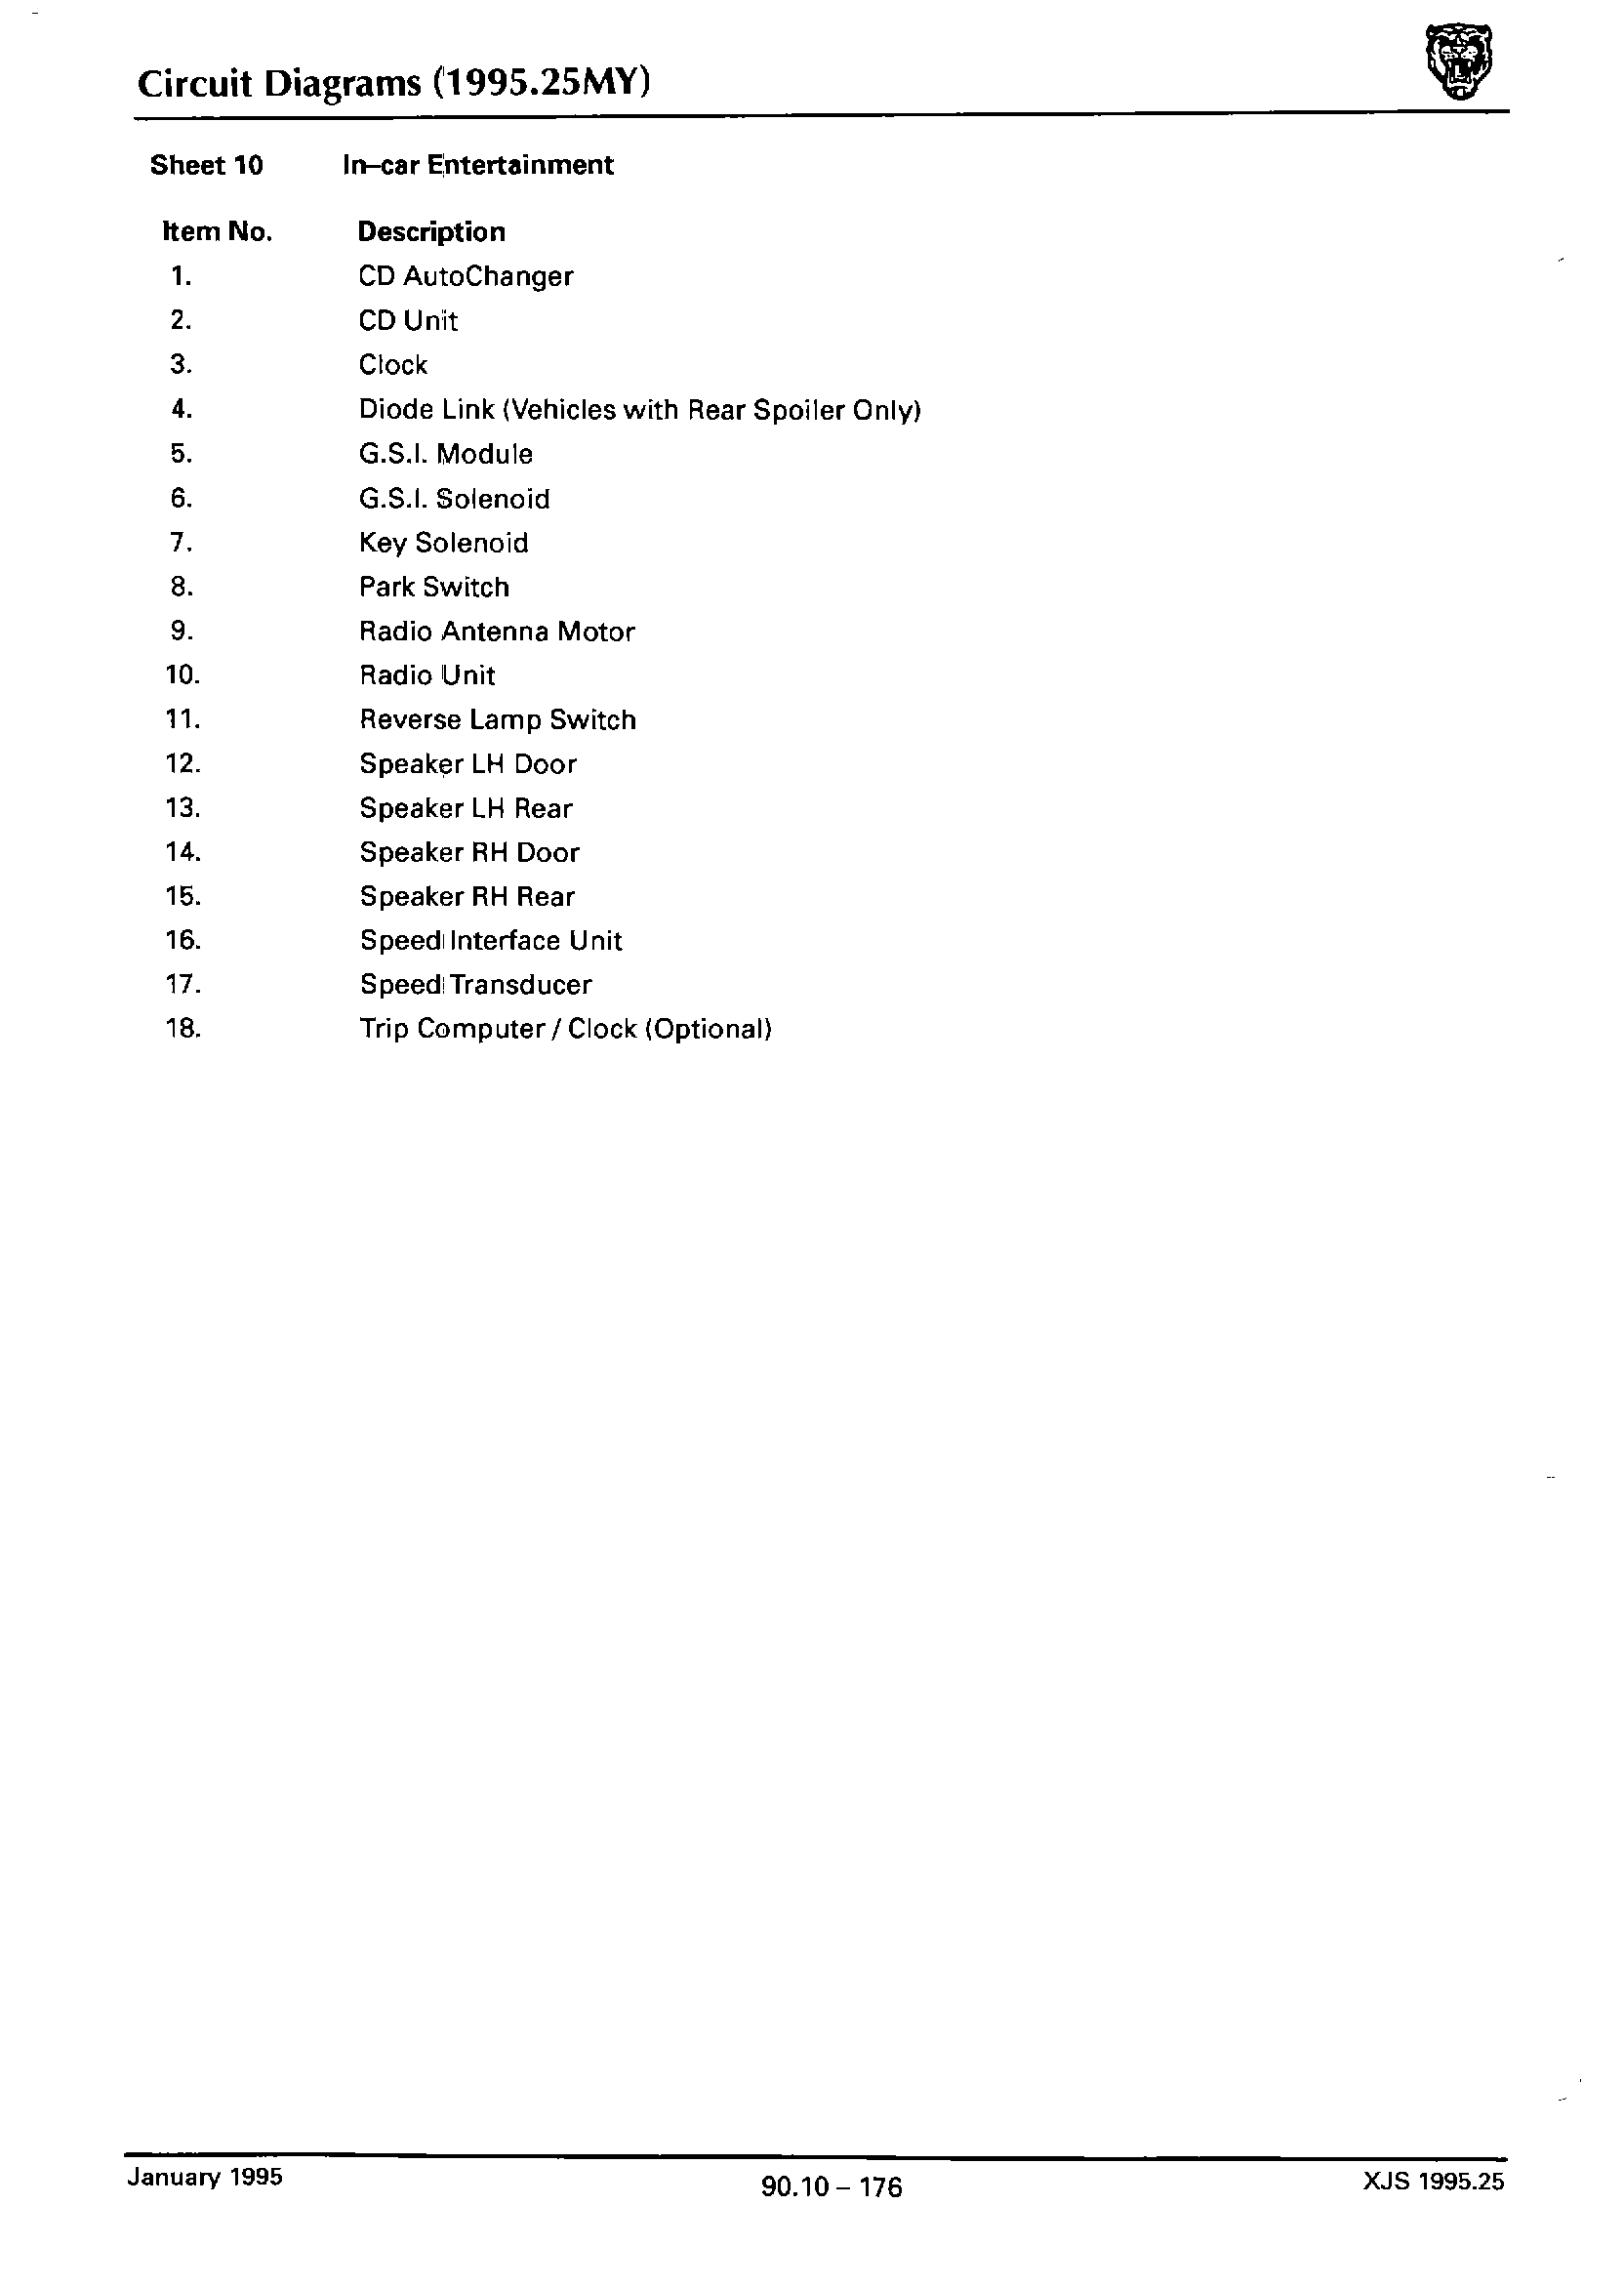 Circuit Diagrams (1995.25MY)
Sheet 10 In–car Entertainment
Item No. Description
1. CD AutoChanger
2. CD Unit
3. Clock
4. Diode Link (Vehicles with Rear Spoiler Only)
5. G.S.I. Module
6. G.S.I. Solenoid
7. Key Solenoid
8. Park Switch
9. Radio Antenna Motor
10. Radio Unit
11. Reverse Lamp Switch
12. Speaker LH Door
13. Speaker LH Rear
14. Speaker RH Door
15. Speaker RH Rear
16. Speed Interface Unit
17. Speed Transducer
18. Trip Computer / Clock (Optional)
January 1995 90.10 – 176 XJS 1995.25